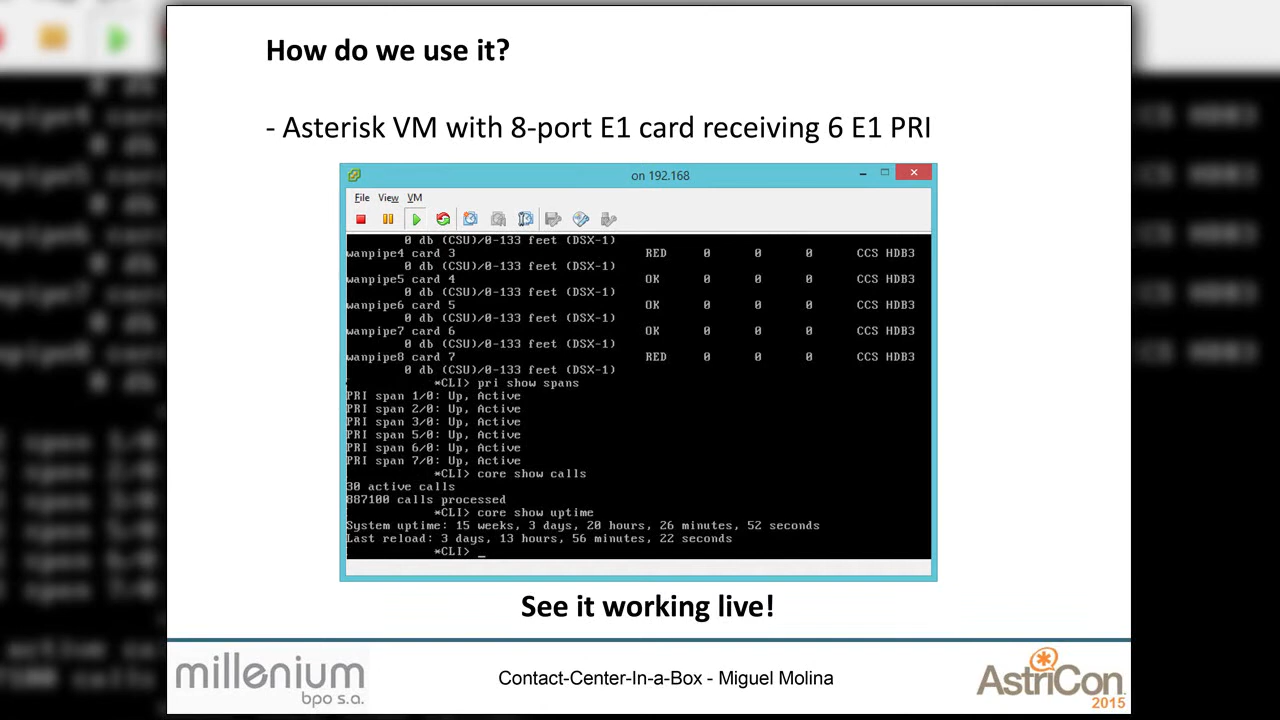 How do we use it?
- Asterisk VM with 8-port E1 card receiving 6 E1 PRI
on 192.168
File View VM
0 db (CSU)/0-133 feet (DSX-1)
wanpipe4 card 3 RED 0 0 0 CCS HDB3
0 db (CSU)/0-133 feet (DSX-1)
wanpipe5 card 4 OK 0 0 0 CCS HDB3
0 db (CSU)/0-133 feet (DSX-1)
wanpipe6 card 5 OK 0 0 0 CCS HDB3
0 db (CSU)/0-133 feet (DSX-1)
wanpipe7 card 6 OK 0 0 0 CCS HDB3
0 db (CSU)/0-133 feet (DSX-1)
wanpipe8 card 7 RED 0 0 0 CCS HDB3
0 db (CSU)/0-133 feet (DSX-1)
*CLI> pri show spans
PRI span 1/0: Up, Active
PRI span 2/0: Up, Active
PRI span 3/0: Up, Active
PRI span 5/0: Up, Active
PRI span 6/0: Up, Active
PRI span 7/0: Up, Active
*CLI> core show calls
30 active calls
887100 calls processed
*CLI> core show uptime
System uptime: 15 weeks, 3 days, 20 hours, 26 minutes, 52 seconds
Last reload: 3 days, 13 hours, 56 minutes, 22 seconds
*CLI> _
See it working live!
millenium
bpo s.a.
Contact-Center-In-a-Box - Miguel Molina
AstriCon
2015